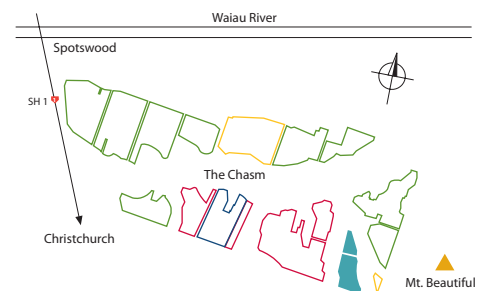 Waiau River
Spotswood
SH 1
The Chasm
Christchurch
Mt. Beautiful